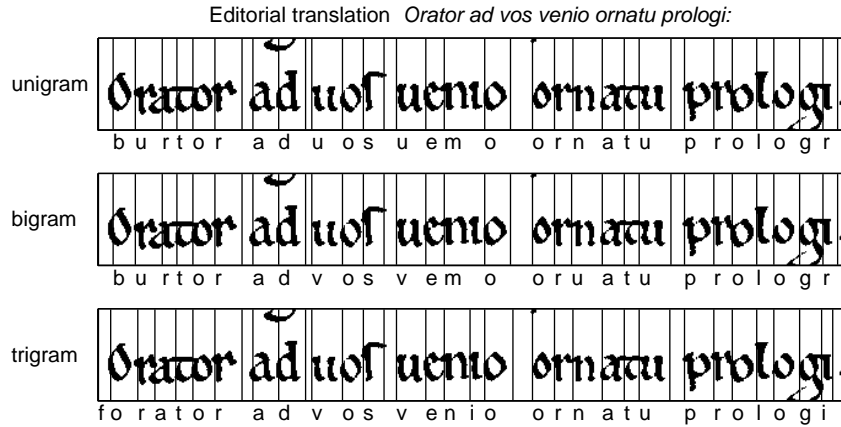 Editorial translation Orator ad vos venio ornatu prologi:
unigram Orator ad uoſ uenio ornatu prologi.
b u r t o r a d u o s u e m o o r n a t u p r o l o g r
bigram Orator ad uoſ uenio ornatu prologi.
b u r t o r a d v o s v e m o o r u a t u p r o l o g r
trigram Orator ad uoſ uenio ornatu prologi.
f o r a t o r a d v o s v e n i o o r n a t u p r o l o g i